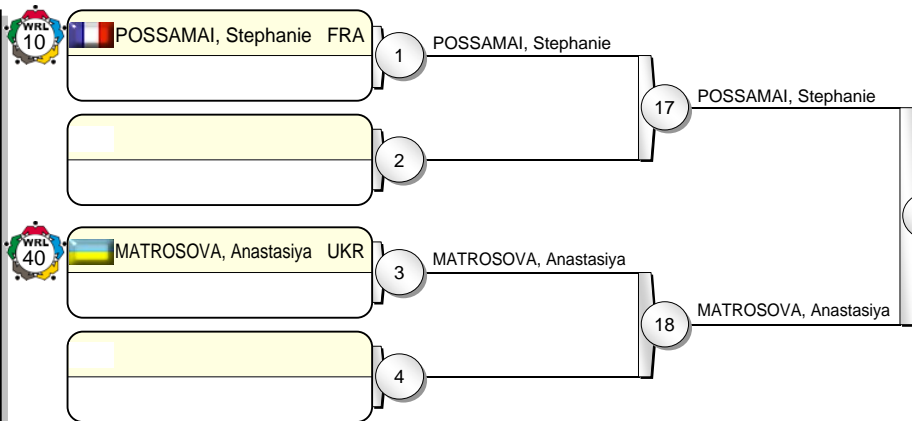 WRL
10
POSSAMAI, Stephanie FRA
1
POSSAMAI, Stephanie
17
POSSAMAI, Stephanie
2
WRL
40
MATROSOVA, Anastasiya UKR
3
MATROSOVA, Anastasiya
18
MATROSOVA, Anastasiya
4